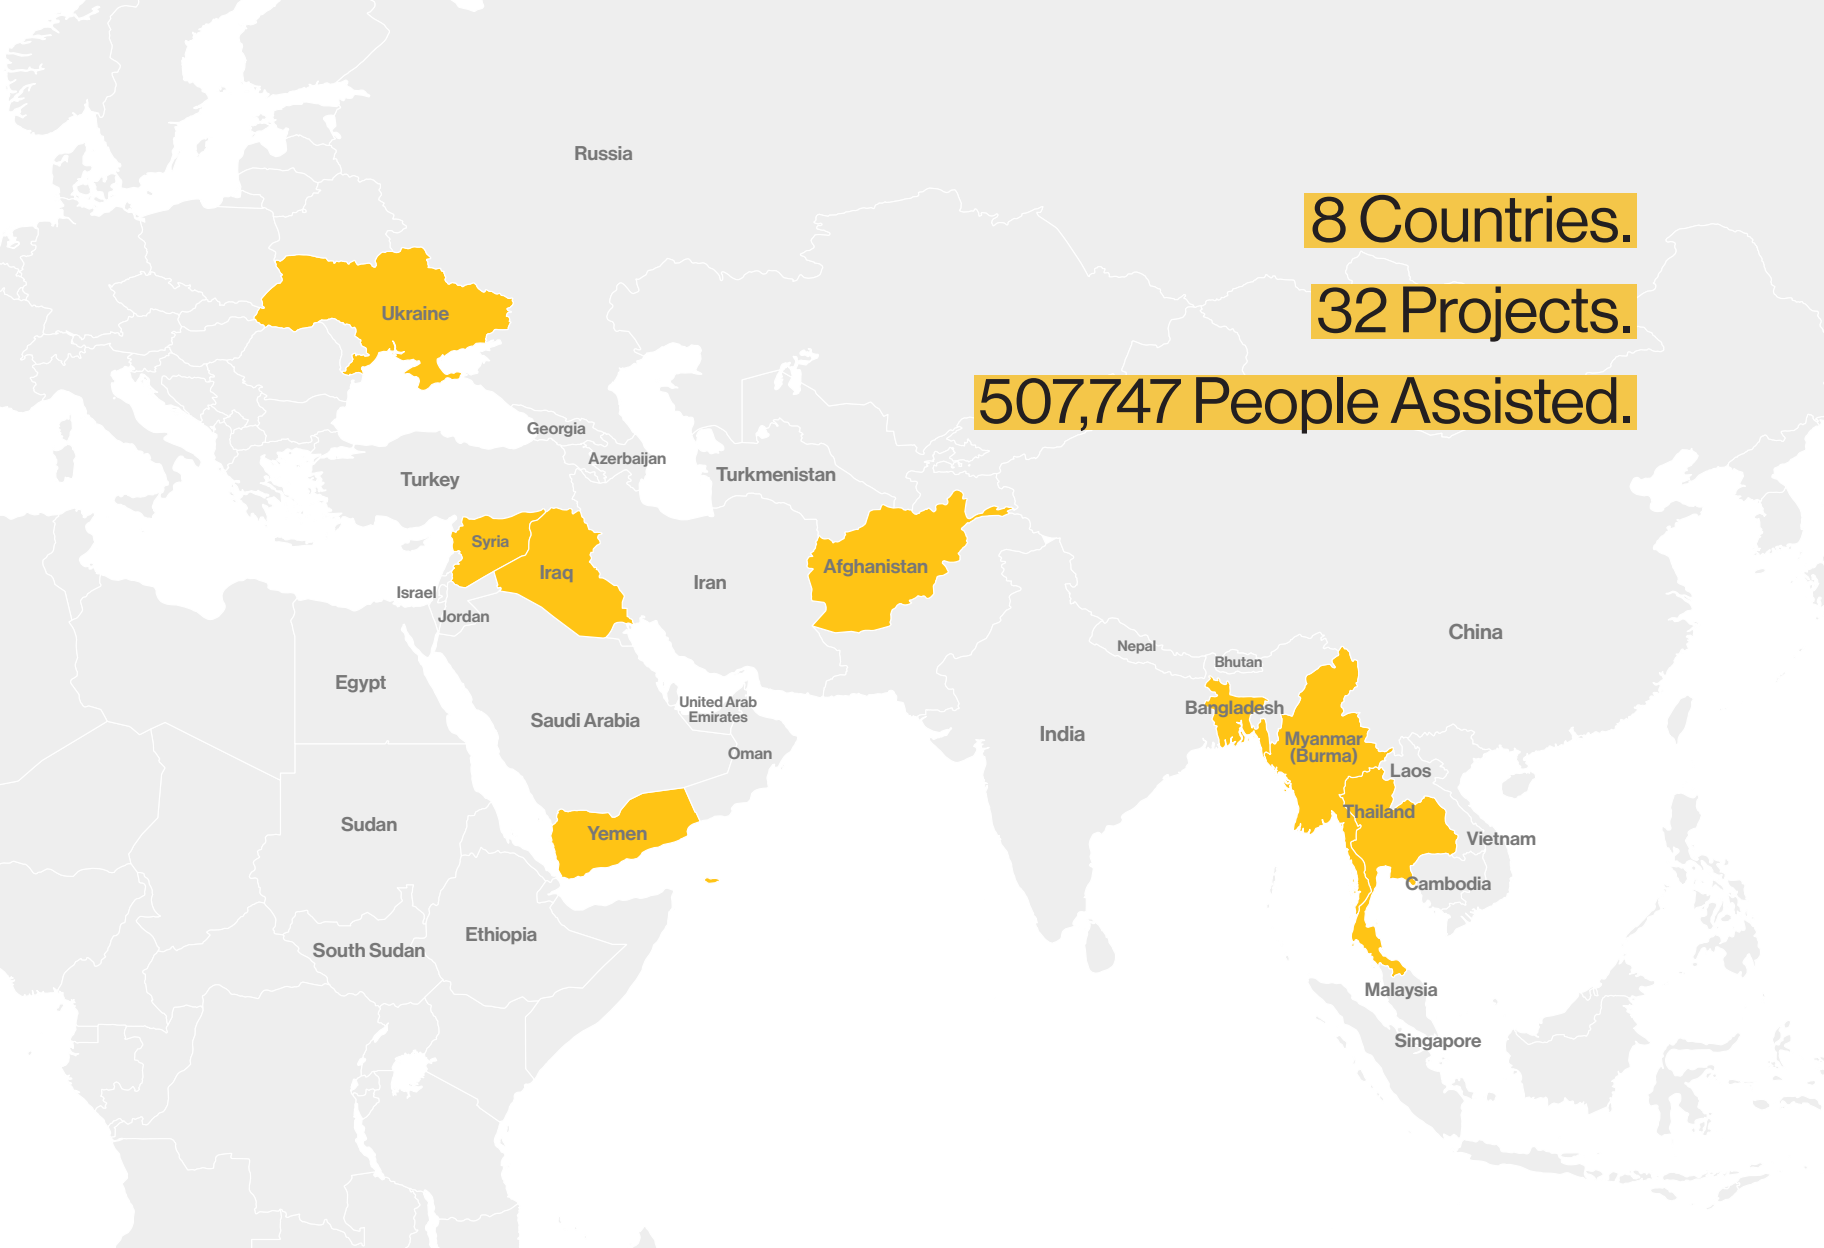 Russia
8 Countries.
32 Projects.
507,747 People Assisted.
Ukraine
Georgia
Azerbaijan
Turkey
Turkmenistan
Syria
Iraq
Afghanistan
Iran
Israel
Jordan
China
Nepal
Bhutan
Egypt
United Arab
Emirates
Bangladesh
Saudi Arabia
India
Myanmar
(Burma)
Oman
Laos
Thailand
Sudan
Yemen
Vietnam
Cambodia
Ethiopia
South Sudan
Malaysia
Singapore